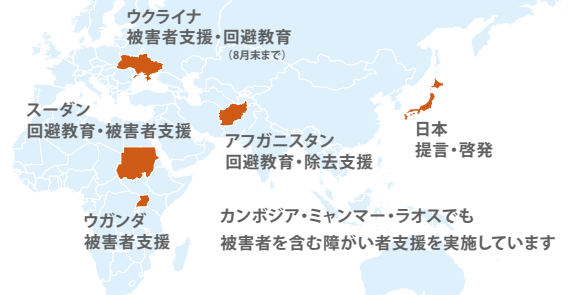 ウクライナ
被害者支援・回避教育
（8月末まで）
スーダン
回避教育・被害者支援
アフガニスタン
回避教育・除去支援
日本
提言・啓発
ウガンダ
被害者支援
カンボジア・ミャンマー・ラオスでも
被害者を含む障がい者支援を実施しています